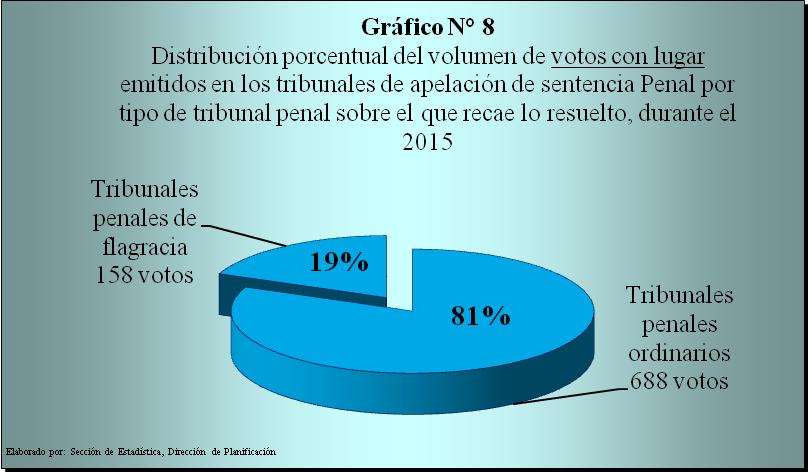 Gráfico N° 8
Distribución porcentual del volumen de votos con lugar
emitidos en los tribunales de apelación de sentencia Penal por
tipo de tribunal penal sobre el que recae lo resuelto, durante el
2015
Tribunales
penales de
flagracia
158 votos
19%
81%
Tribunales
penales
ordinarios
688 votos
Elaborado por: Sección de Estadística, Dirección de Planificación